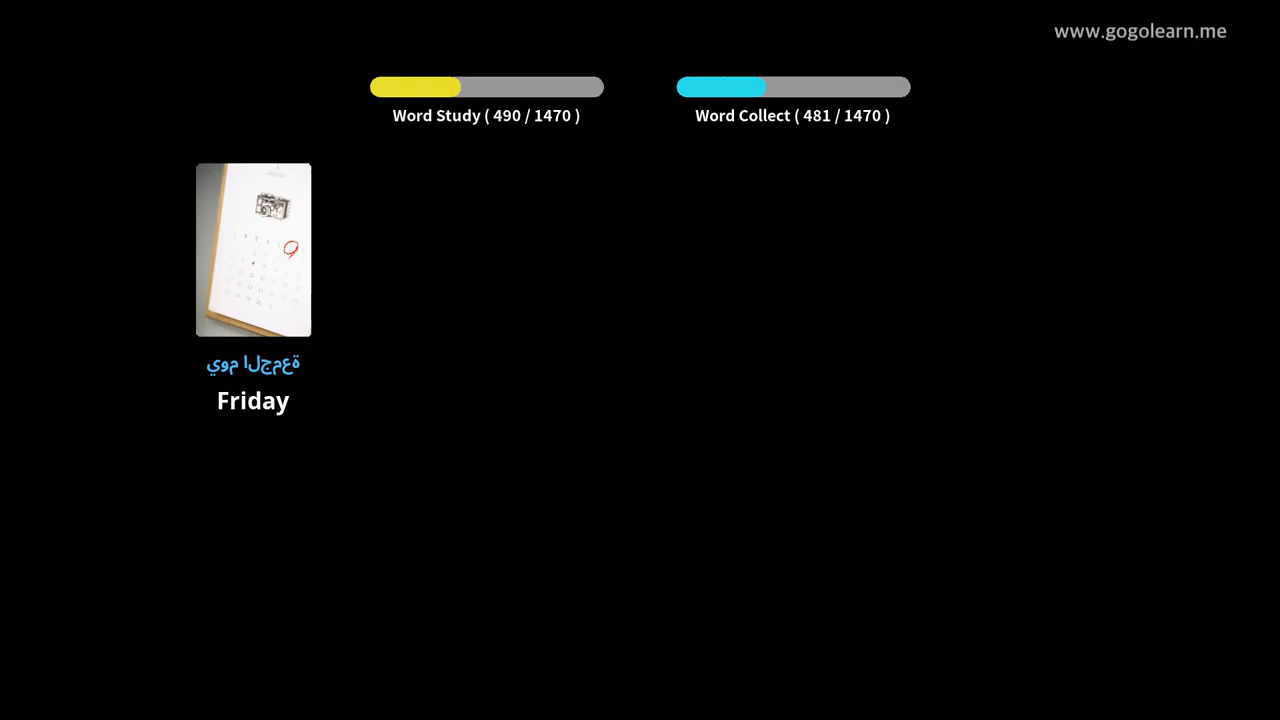 www.gogolearn.me
Word Study ( 490 / 1470 )
Word Collect ( 481 / 1470 )
يوم الجمعة
Friday